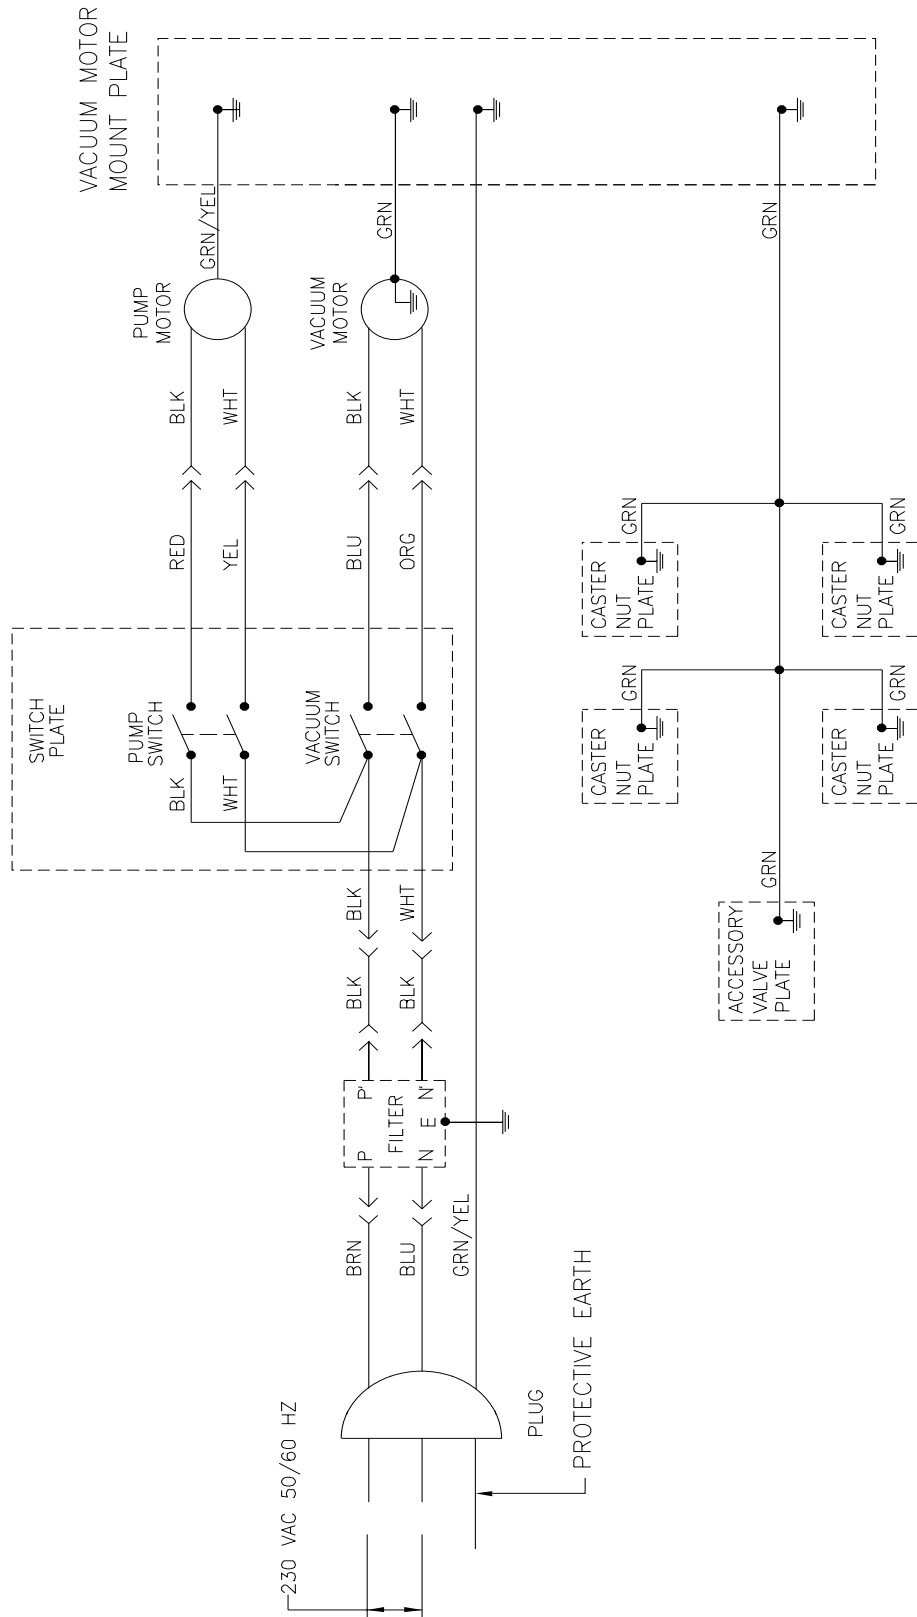 VACUUM MOTOR
MOUNT PLATE
GRN/YEL
GRN
GRN
PUMP
MOTOR
VACUUM
MOTOR
BLK
WHT
BLK
WHT
RED
YEL
BLU
ORG
SWITCH
PLATE
PUMP
SWITCH
VACUUM
SWITCH
BLK
WHT
BLK
WHT
BLK
BLK
P'
N'
FILTER
E
P
N
BRN
BLU
GRN/YEL
PLUG
PROTECTIVE EARTH
230 VAC 50/60 HZ
GRN
CASTER
NUT
PLATE
GRN
CASTER
NUT
PLATE
GRN
CASTER
NUT
PLATE
GRN
CASTER
NUT
PLATE
GRN
ACCESSORY
VALVE
PLATE